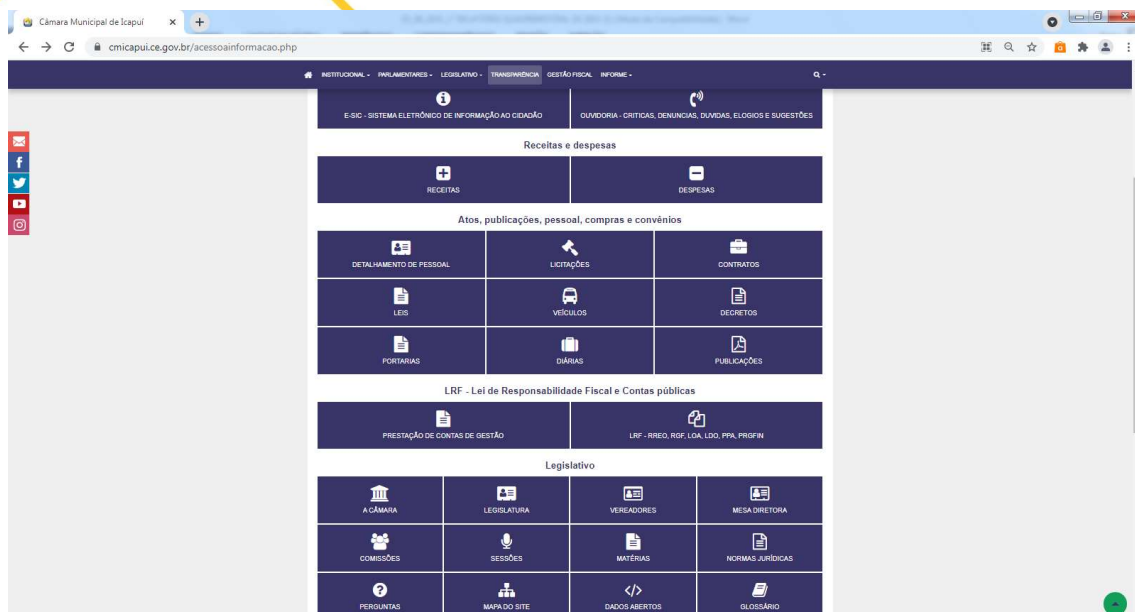 Câmara Municipal de Icapuí
cmicapui.ce.gov.br/acessoainformacao.php
INSTITUCIONAL PARLAMENTARES LEGISLATIVO TRANSPARÊNCIA GESTÃO FISCAL INFORME
E-SIC - SISTEMA ELETRÔNICO DE INFORMAÇÃO AO CIDADÃO OUVIDORIA - CRITICAS, DENUNCIAS, DUVIDAS, ELOGIOS E SUGESTÕES
Receitas e despesas
RECEITAS DESPESAS
Atos, publicações, pessoal, compras e convênios
DETALHAMENTO DE PESSOAL LICITAÇÕES CONTRATOS
LEIS VEÍCULOS DECRETOS
PORTARIAS DIÁRIAS PUBLICAÇÕES
LRF - Lei de Responsabilidade Fiscal e Contas públicas
PRESTAÇÃO DE CONTAS DE GESTÃO LRF - RREO, RGF, LOA, LDO, PPA, PRGFIN
Legislativo
A CÂMARA LEGISLATURA VEREADORES MESA DIRETORA
COMISSÕES SESSÕES MATÉRIAS NORMAS JURÍDICAS
PERGUNTAS MAPA DO SITE DADOS ABERTOS GLOSSÁRIO